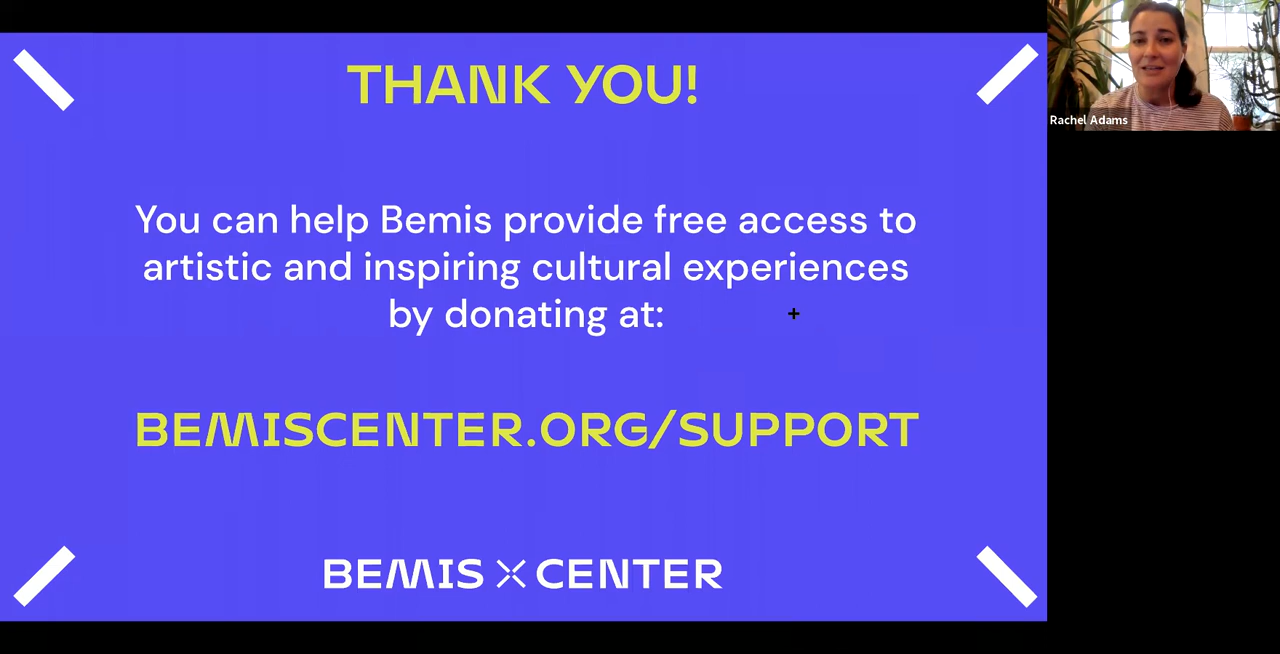 THANK YOU!
You can help Bemis provide free access to
artistic and inspiring cultural experiences
by donating at:
BEMISCENTER.ORG/SUPPORT
BEMIS CENTER
Rachel Adams